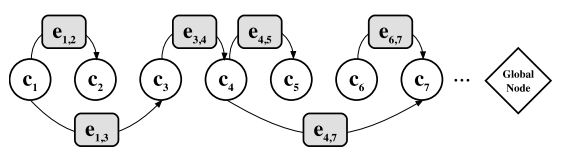 e1,2 e3,4 e4,5 e6,7
c1 c2 c3 c4 c5 c6 c7 ... Global
Node
e1,3 e4,7